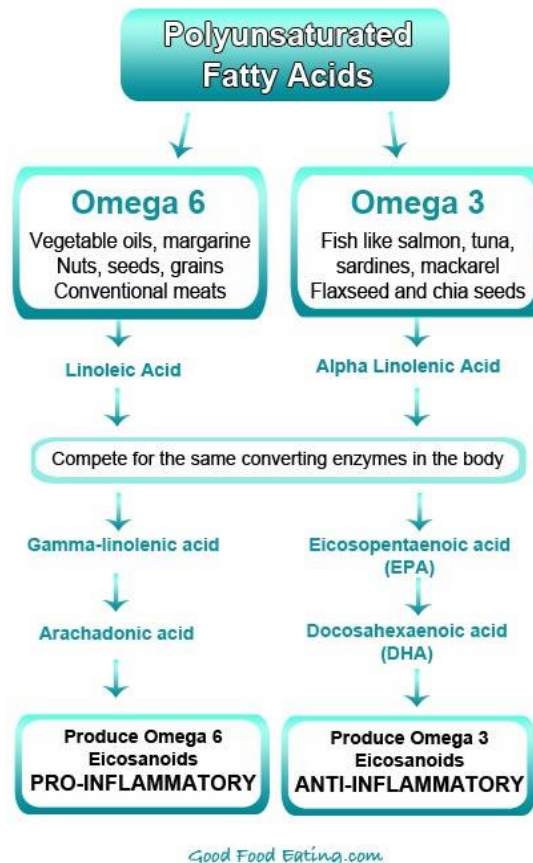 Polyunsaturated
Fatty Acids
Omega 6
Vegetable oils, margarine
Nuts, seeds, grains
Conventional meats
Omega 3
Fish like salmon, tuna,
sardines, mackarel
Flaxseed and chia seeds
Linoleic Acid
Alpha Linolenic Acid
Compete for the same converting enzymes in the body
Gamma-linolenic acid
Eicosopentaenoic acid
(EPA)
Arachadonic acid
Docosahexaenoic acid
(DHA)
Produce Omega 6
Eicosanoids
PRO-INFLAMMATORY
Produce Omega 3
Eicosanoids
ANTI-INFLAMMATORY
Good Food Eating.com